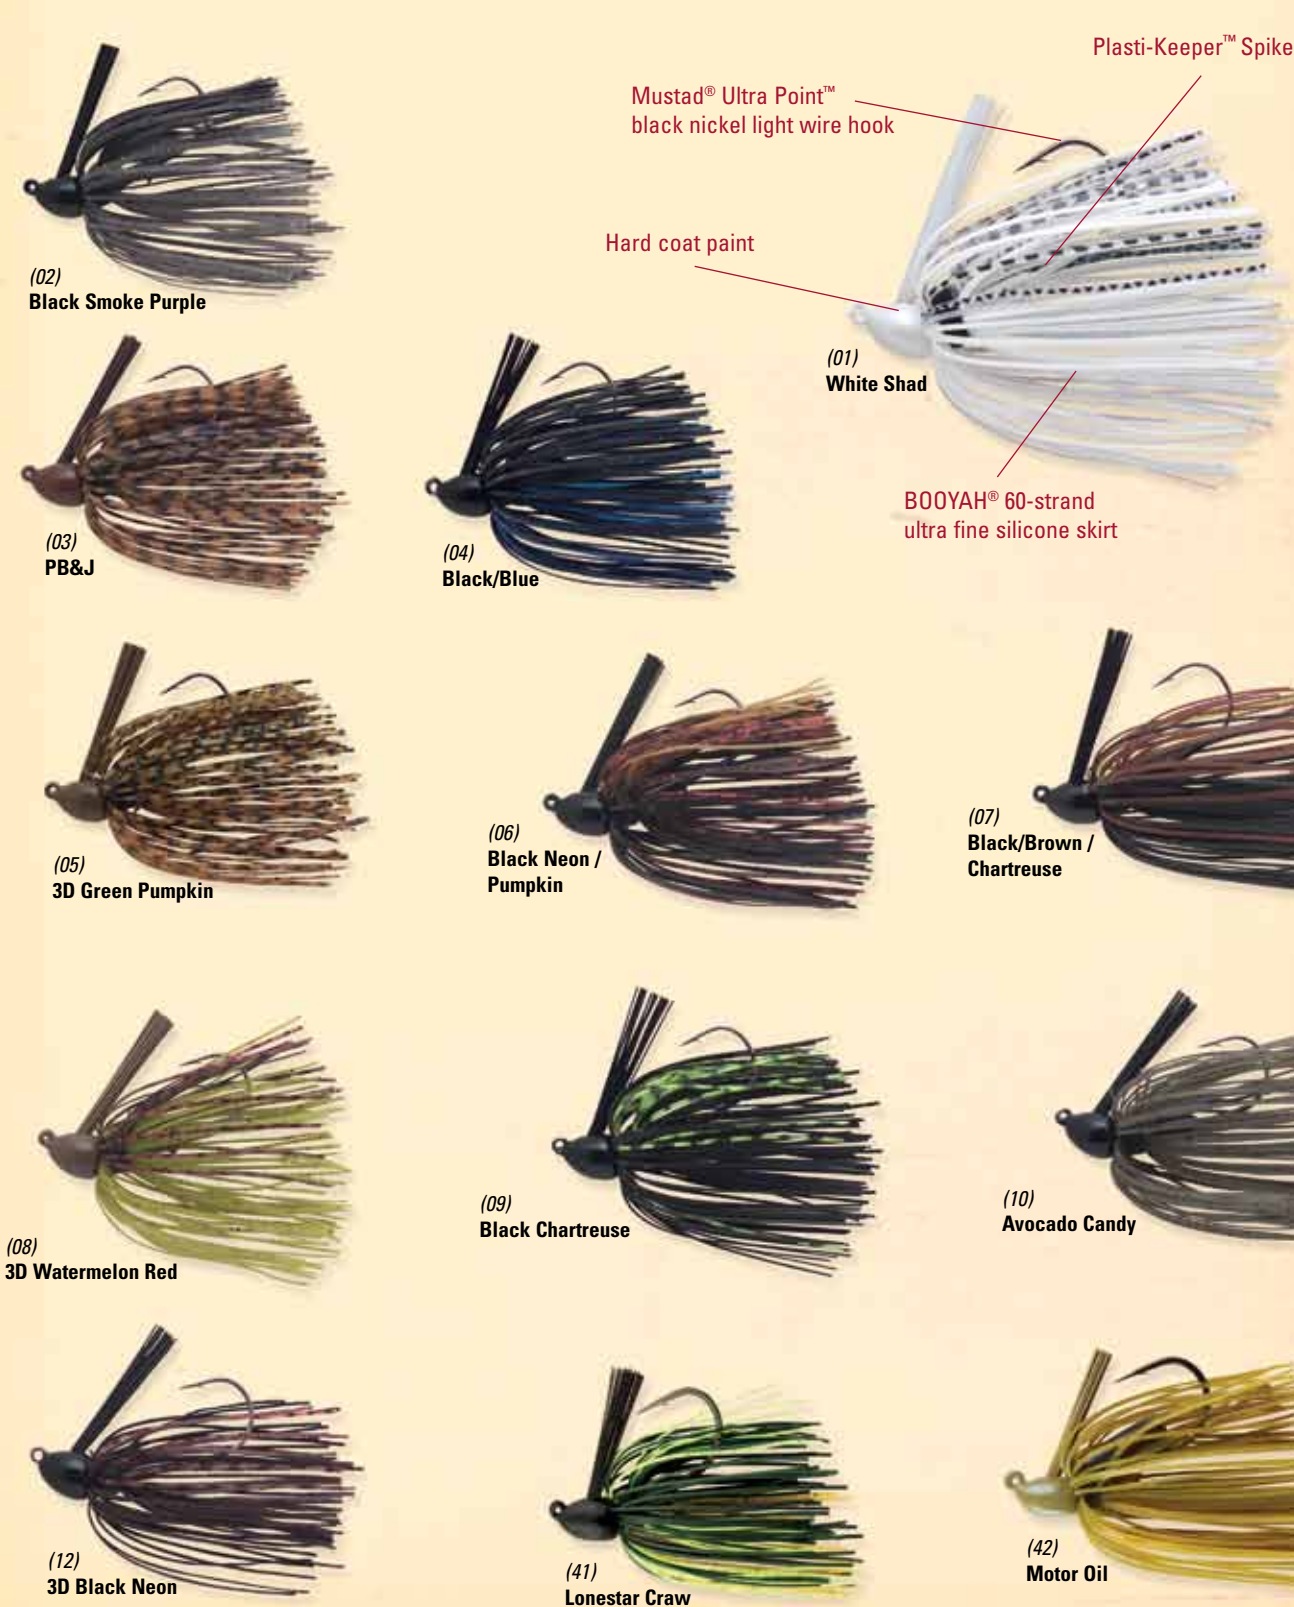 Plasti-Keeper™ Spike
Mustad® Ultra Point™
black nickel light wire hook
Hard coat paint
(02)
Black Smoke Purple
(01)
White Shad
BOOYAH® 60-strand
ultra fine silicone skirt
(03)
PB&J
(04)
Black/Blue
(05)
3D Green Pumpkin
(06)
Black Neon /
Pumpkin
(07)
Black/Brown /
Chartreuse
(08)
3D Watermelon Red
(09)
Black Chartreuse
(10)
Avocado Candy
(12)
3D Black Neon
(41)
Lonestar Craw
(42)
Motor Oil